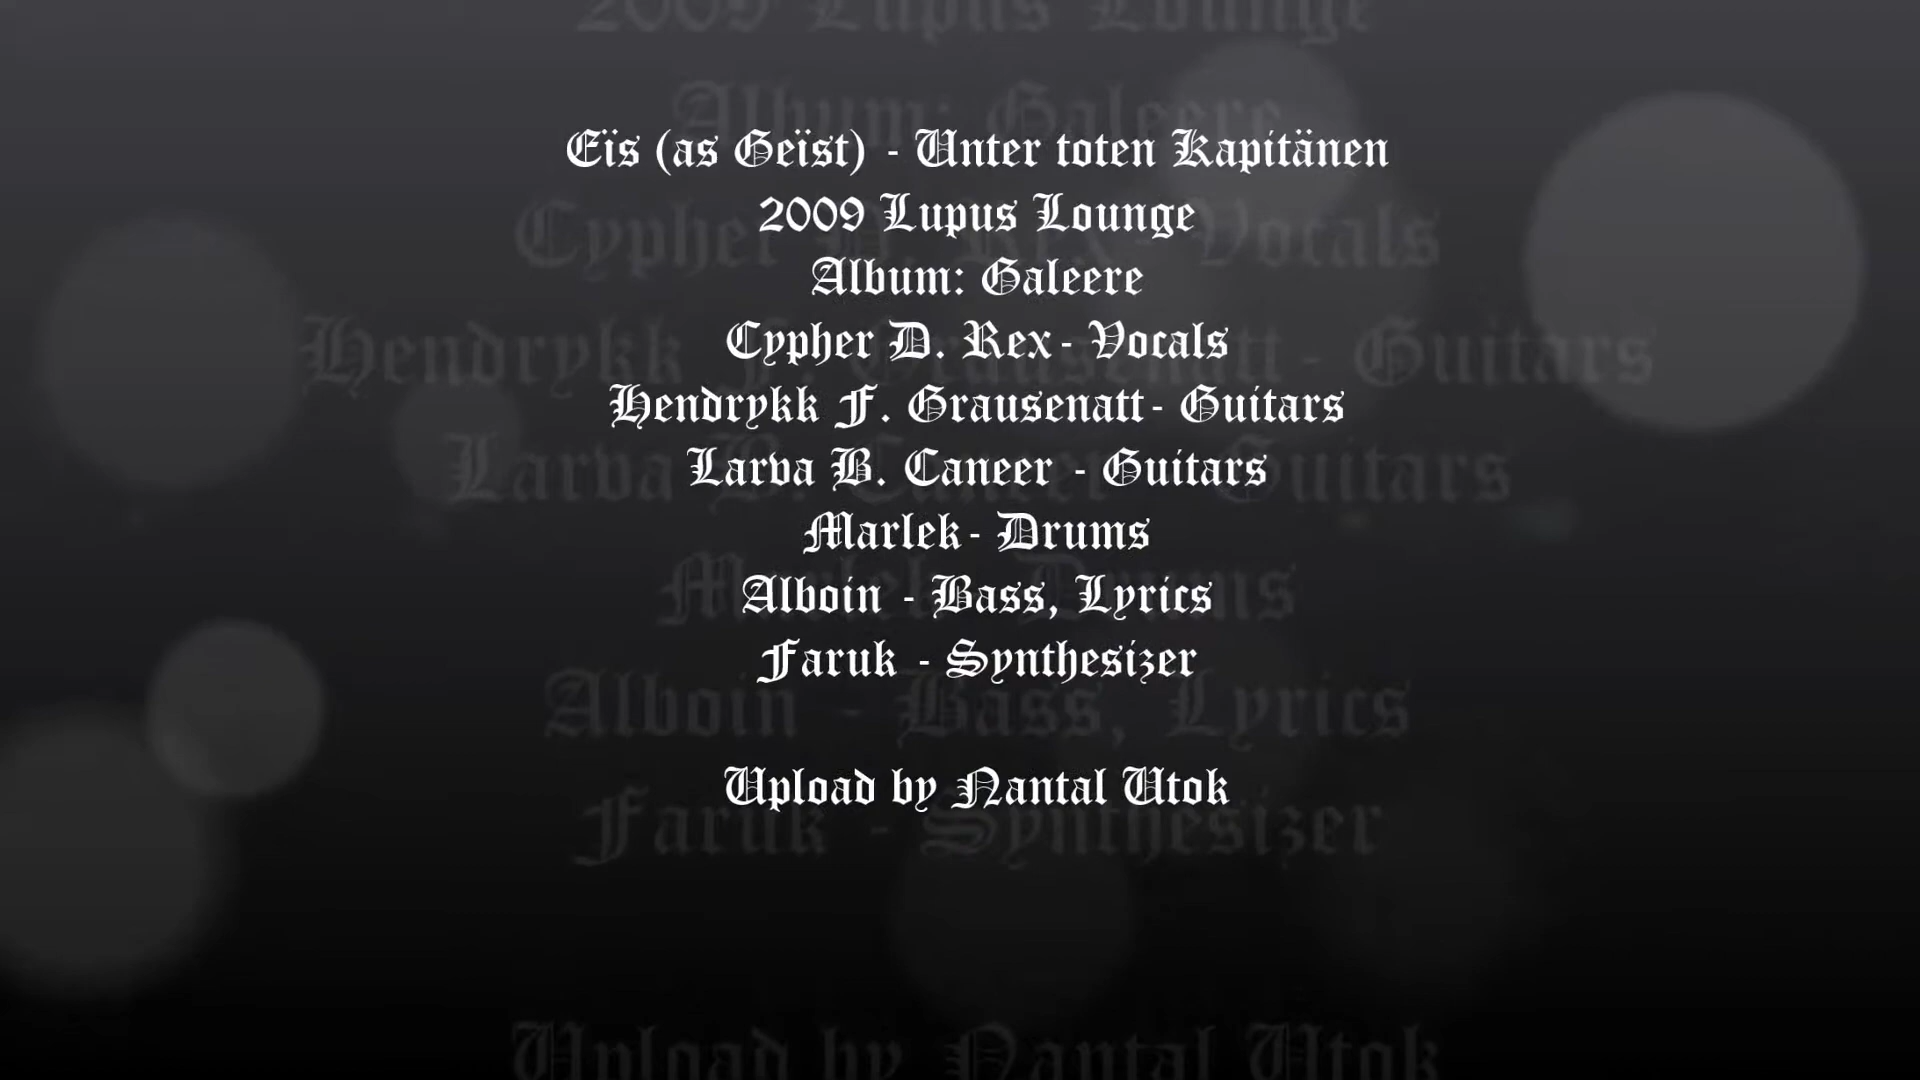 Eïs (as Geïst) - Unter toten Kapitänen
2009 Lupus Lounge
Album: Galeere
Cypher D. Rex- Vocals
Hendrykk F. Grausenatt- Guitars
Larva B. Caneer - Guitars
Marlek- Drums
Alboin - Bass, Lyrics
Faruk - Synthesizer
Upload by Nantal Utok